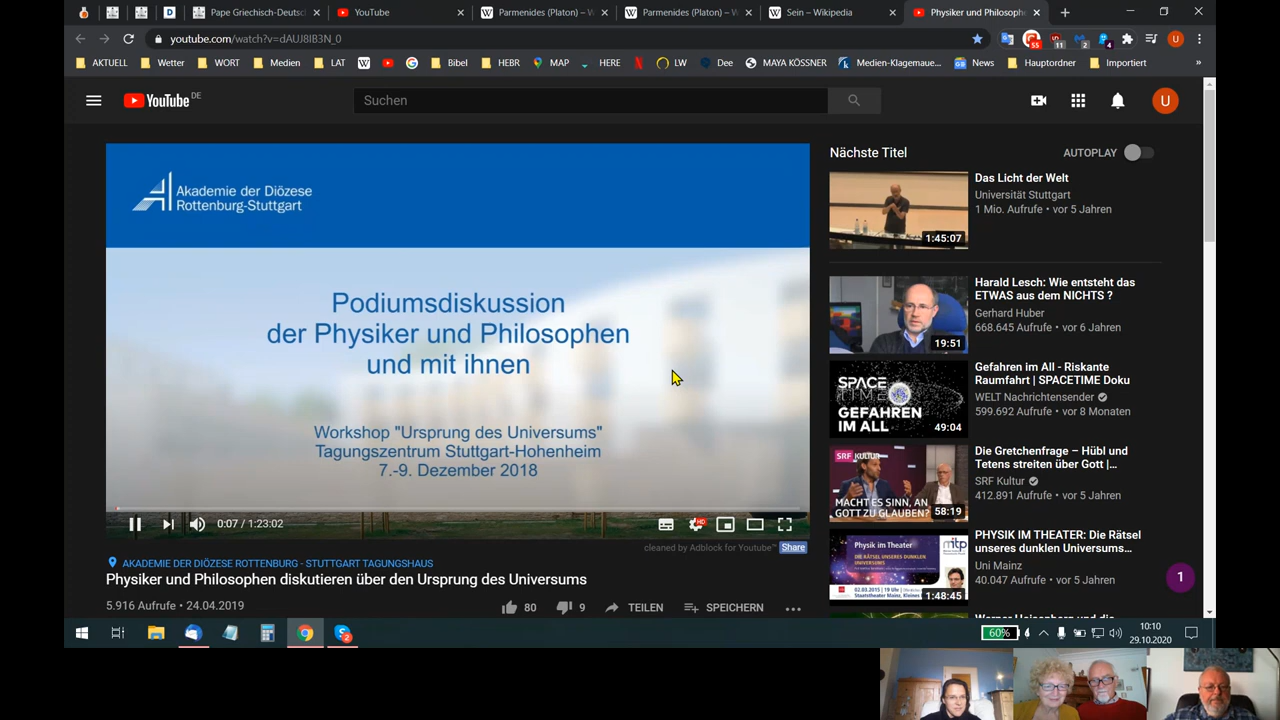 Pape Griechisch-Deutsc
YouTube
Parmenides (Platon) – W
Parmenides (Platon) – W
Sein – Wikipedia
Physiker und Philosophe
youtube.com/watch?v=dAUJ8IB3N_0
55
11
2
4
U
AKTUELL
Wetter
WORT
Medien
LAT
Bibel
HEBR
MAP
HERE
LW
Dee
MAYA KÖSSNER
Medien-Klagemaue...
News
Hauptordner
Importiert
»
YouTube DE
Suchen
U
Akademie der Diözese
Rottenburg-Stuttgart
Podiumsdiskussion
der Physiker und Philosophen
und mit ihnen
Workshop "Ursprung des Universums"
Tagungszentrum Stuttgart-Hohenheim
7.-9. Dezember 2018
0:07 / 1:23:02
HD
cleaned by Adblock for Youtube™ Share
AKADEMIE DER DIÖZESE ROTTENBURG - STUTTGART TAGUNGSHAUS
Physiker und Philosophen diskutieren über den Ursprung des Universums
5.916 Aufrufe • 24.04.2019
80
9
TEILEN
SPEICHERN
Nächste Titel
AUTOPLAY
Das Licht der Welt
Universität Stuttgart
1 Mio. Aufrufe • vor 5 Jahren
1:45:07
Harald Lesch: Wie entsteht das
ETWAS aus dem NICHTS ?
Gerhard Huber
668.645 Aufrufe • vor 6 Jahren
19:51
Gefahren im All - Riskante
Raumfahrt | SPACETIME Doku
WELT Nachrichtensender
599.692 Aufrufe • vor 8 Monaten
SPACE
TIME
GEFAHREN
IM ALL
49:04
Die Gretchenfrage – Hübl und
Tetens streiten über Gott |...
SRF Kultur
412.891 Aufrufe • vor 5 Jahren
SRF KULTUR
MACHT ES SINN, AN
GOTT ZU GLAUBEN?
58:19
PHYSIK IM THEATER: Die Rätsel
unseres dunklen Universums...
Uni Mainz
40.047 Aufrufe • vor 5 Jahren
Physik im Theater
mitp
1:48:45
1
Werner Heisenberg und die
60%
10:10
29.10.2020